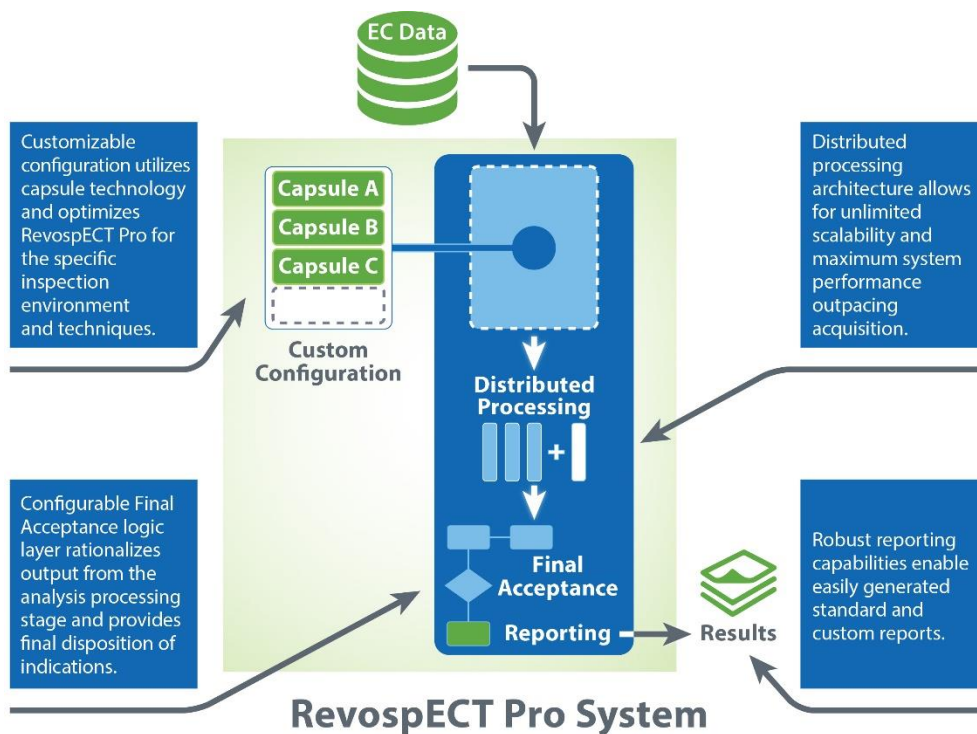 EC Data
Customizable
configuration utilizes
capsule technology
and optimizes
RevospECT Pro for
the specific
inspection
environment
and techniques.
Capsule A
Capsule B
Capsule C
Custom
Configuration
Distributed
processing
architecture allows
for unlimited
scalability and
maximum system
performance
outpacing
acquisition.
Distributed
Processing
+
Configurable Final
Acceptance logic
layer rationalizes
output from the
analysis processing
stage and provides
final disposition of
indications.
Final
Acceptance
Reporting
Results
Robust reporting
capabilities enable
easily generated
standard and
custom reports.
RevospECT Pro System